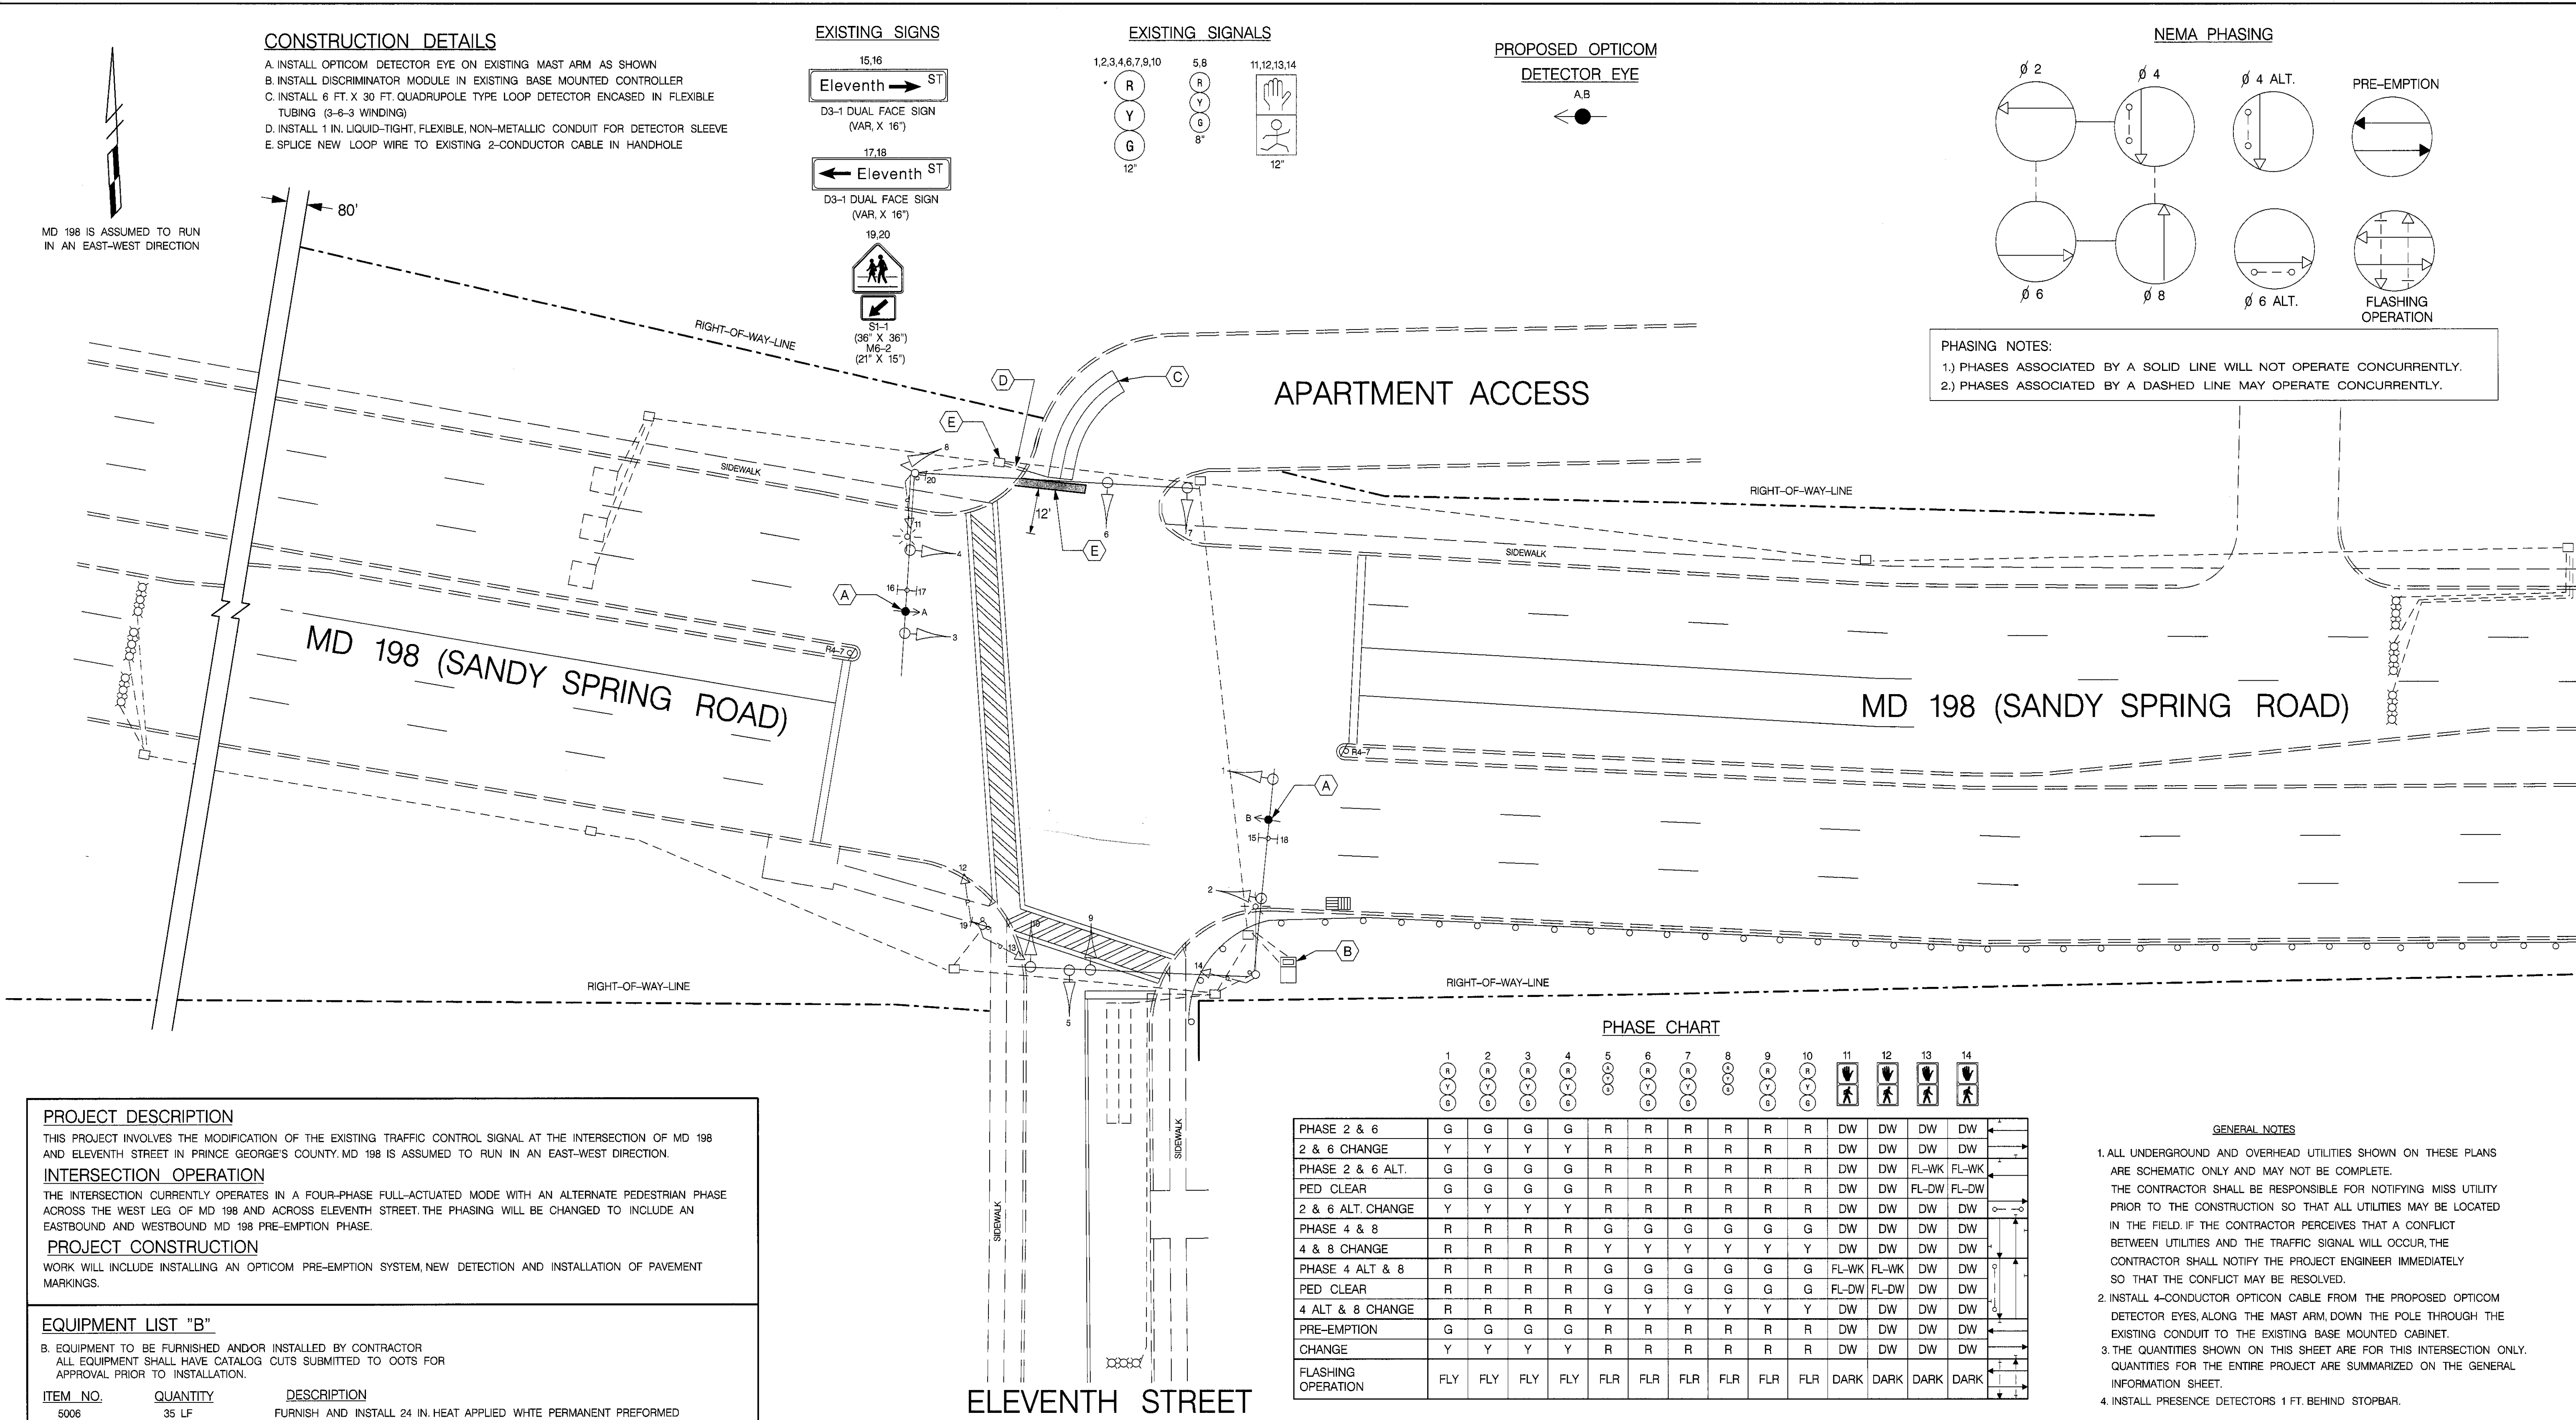 CONSTRUCTION DETAILS
A. INSTALL OPTICOM DETECTOR EYE ON EXISTING MAST ARM AS SHOWN
B. INSTALL DISCRIMINATOR MODULE IN EXISTING BASE MOUNTED CONTROLLER
C. INSTALL 6 FT. X 30 FT. QUADRUPOLE TYPE LOOP DETECTOR ENCASED IN FLEXIBLE
TUBING (3-6-3 WINDING)
D. INSTALL 1 IN. LIQUID-TIGHT, FLEXIBLE, NON-METALLIC CONDUIT FOR DETECTOR SLEEVE
E. SPLICE NEW LOOP WIRE TO EXISTING 2-CONDUCTOR CABLE IN HANDHOLE
MD 198 IS ASSUMED TO RUN
IN AN EAST-WEST DIRECTION
80'
EXISTING SIGNS
15,16
Eleventh ST
D3-1 DUAL FACE SIGN
(VAR. X 16")
17,18
Eleventh ST
D3-1 DUAL FACE SIGN
(VAR. X 16")
19,20
S1-1
(36" X 36")
M6-2
(21" X 15")
EXISTING SIGNALS
1,2,3,4,6,7,9,10
R
Y
G
12"
5,8
R
Y
G
8"
11,12,13,14
12"
PROPOSED OPTICOM
DETECTOR EYE
A,B
NEMA PHASING
Ø 2
Ø 4
Ø 4 ALT.
PRE-EMPTION
Ø 6
Ø 8
Ø 6 ALT.
FLASHING
OPERATION
PHASING NOTES:
1.) PHASES ASSOCIATED BY A SOLID LINE WILL NOT OPERATE CONCURRENTLY.
2.) PHASES ASSOCIATED BY A DASHED LINE MAY OPERATE CONCURRENTLY.
RIGHT-OF-WAY-LINE
APARTMENT ACCESS
D
C
E
8
SIDEWALK
20
11
12'
6
7
E
4
RIGHT-OF-WAY-LINE
SIDEWALK
16
17
A
A
3
R4-7
MD 198 (SANDY SPRING ROAD)
MD 198 (SANDY SPRING ROAD)
R4-7
1
A
B
15
18
2
12
19
13
10
9
14
B
5
RIGHT-OF-WAY-LINE
RIGHT-OF-WAY-LINE
SIDEWALK
SIDEWALK
ELEVENTH STREET
PROJECT DESCRIPTION
THIS PROJECT INVOLVES THE MODIFICATION OF THE EXISTING TRAFFIC CONTROL SIGNAL AT THE INTERSECTION OF MD 198
AND ELEVENTH STREET IN PRINCE GEORGE'S COUNTY. MD 198 IS ASSUMED TO RUN IN AN EAST-WEST DIRECTION.
INTERSECTION OPERATION
THE INTERSECTION CURRENTLY OPERATES IN A FOUR-PHASE FULL-ACTUATED MODE WITH AN ALTERNATE PEDESTRIAN PHASE
ACROSS THE WEST LEG OF MD 198 AND ACROSS ELEVENTH STREET. THE PHASING WILL BE CHANGED TO INCLUDE AN
EASTBOUND AND WESTBOUND MD 198 PRE-EMPTION PHASE.
PROJECT CONSTRUCTION
WORK WILL INCLUDE INSTALLING AN OPTICOM PRE-EMPTION SYSTEM, NEW DETECTION AND INSTALLATION OF PAVEMENT
MARKINGS.
EQUIPMENT LIST "B"
B. EQUIPMENT TO BE FURNISHED AND/OR INSTALLED BY CONTRACTOR
ALL EQUIPMENT SHALL HAVE CATALOG CUTS SUBMITTED TO OOTS FOR
APPROVAL PRIOR TO INSTALLATION.
ITEM NO. QUANTITY DESCRIPTION
5006 35 LF FURNISH AND INSTALL 24 IN. HEAT APPLIED WHITE PERMANENT PREFORMED
PHASE CHART
1 2 3 4 5 6 7 8 9 10 11 12 13 14
R R R R R R R R R R
Y Y Y Y Y Y Y Y Y Y
G G G G G G G G G G
PHASE 2 & 6 G G G G R R R R R R DW DW DW DW
2 & 6 CHANGE Y Y Y Y R R R R R R DW DW DW DW
PHASE 2 & 6 ALT. G G G G R R R R R R DW DW FL-WK FL-WK
PED CLEAR G G G G R R R R R R DW DW FL-DW FL-DW
2 & 6 ALT. CHANGE Y Y Y Y R R R R R R DW DW DW DW
PHASE 4 & 8 R R R R G G G G G G DW DW DW DW
4 & 8 CHANGE R R R R Y Y Y Y Y Y DW DW DW DW
PHASE 4 ALT & 8 R R R R G G G G G G FL-WK FL-WK DW DW
PED CLEAR R R R R G G G G G G FL-DW FL-DW DW DW
4 ALT & 8 CHANGE R R R R Y Y Y Y Y Y DW DW DW DW
PRE-EMPTION G G G G R R R R R R DW DW DW DW
CHANGE Y Y Y Y R R R R R R DW DW DW DW
FLASHING
OPERATION FLY FLY FLY FLY FLR FLR FLR FLR FLR FLR DARK DARK DARK DARK
GENERAL NOTES
1. ALL UNDERGROUND AND OVERHEAD UTILITIES SHOWN ON THESE PLANS
ARE SCHEMATIC ONLY AND MAY NOT BE COMPLETE.
THE CONTRACTOR SHALL BE RESPONSIBLE FOR NOTIFYING MISS UTILITY
PRIOR TO THE CONSTRUCTION SO THAT ALL UTILITIES MAY BE LOCATED
IN THE FIELD. IF THE CONTRACTOR PERCEIVES THAT A CONFLICT
BETWEEN UTILITIES AND THE TRAFFIC SIGNAL WILL OCCUR, THE
CONTRACTOR SHALL NOTIFY THE PROJECT ENGINEER IMMEDIATELY
SO THAT THE CONFLICT MAY BE RESOLVED.
2. INSTALL 4-CONDUCTOR OPTICON CABLE FROM THE PROPOSED OPTICOM
DETECTOR EYES, ALONG THE MAST ARM, DOWN THE POLE THROUGH THE
EXISTING CONDUIT TO THE EXISTING BASE MOUNTED CABINET.
3. THE QUANTITIES SHOWN ON THIS SHEET ARE FOR THIS INTERSECTION ONLY.
QUANTITIES FOR THE ENTIRE PROJECT ARE SUMMARIZED ON THE GENERAL
INFORMATION SHEET.
4. INSTALL PRESENCE DETECTORS 1 FT. BEHIND STOPBAR.